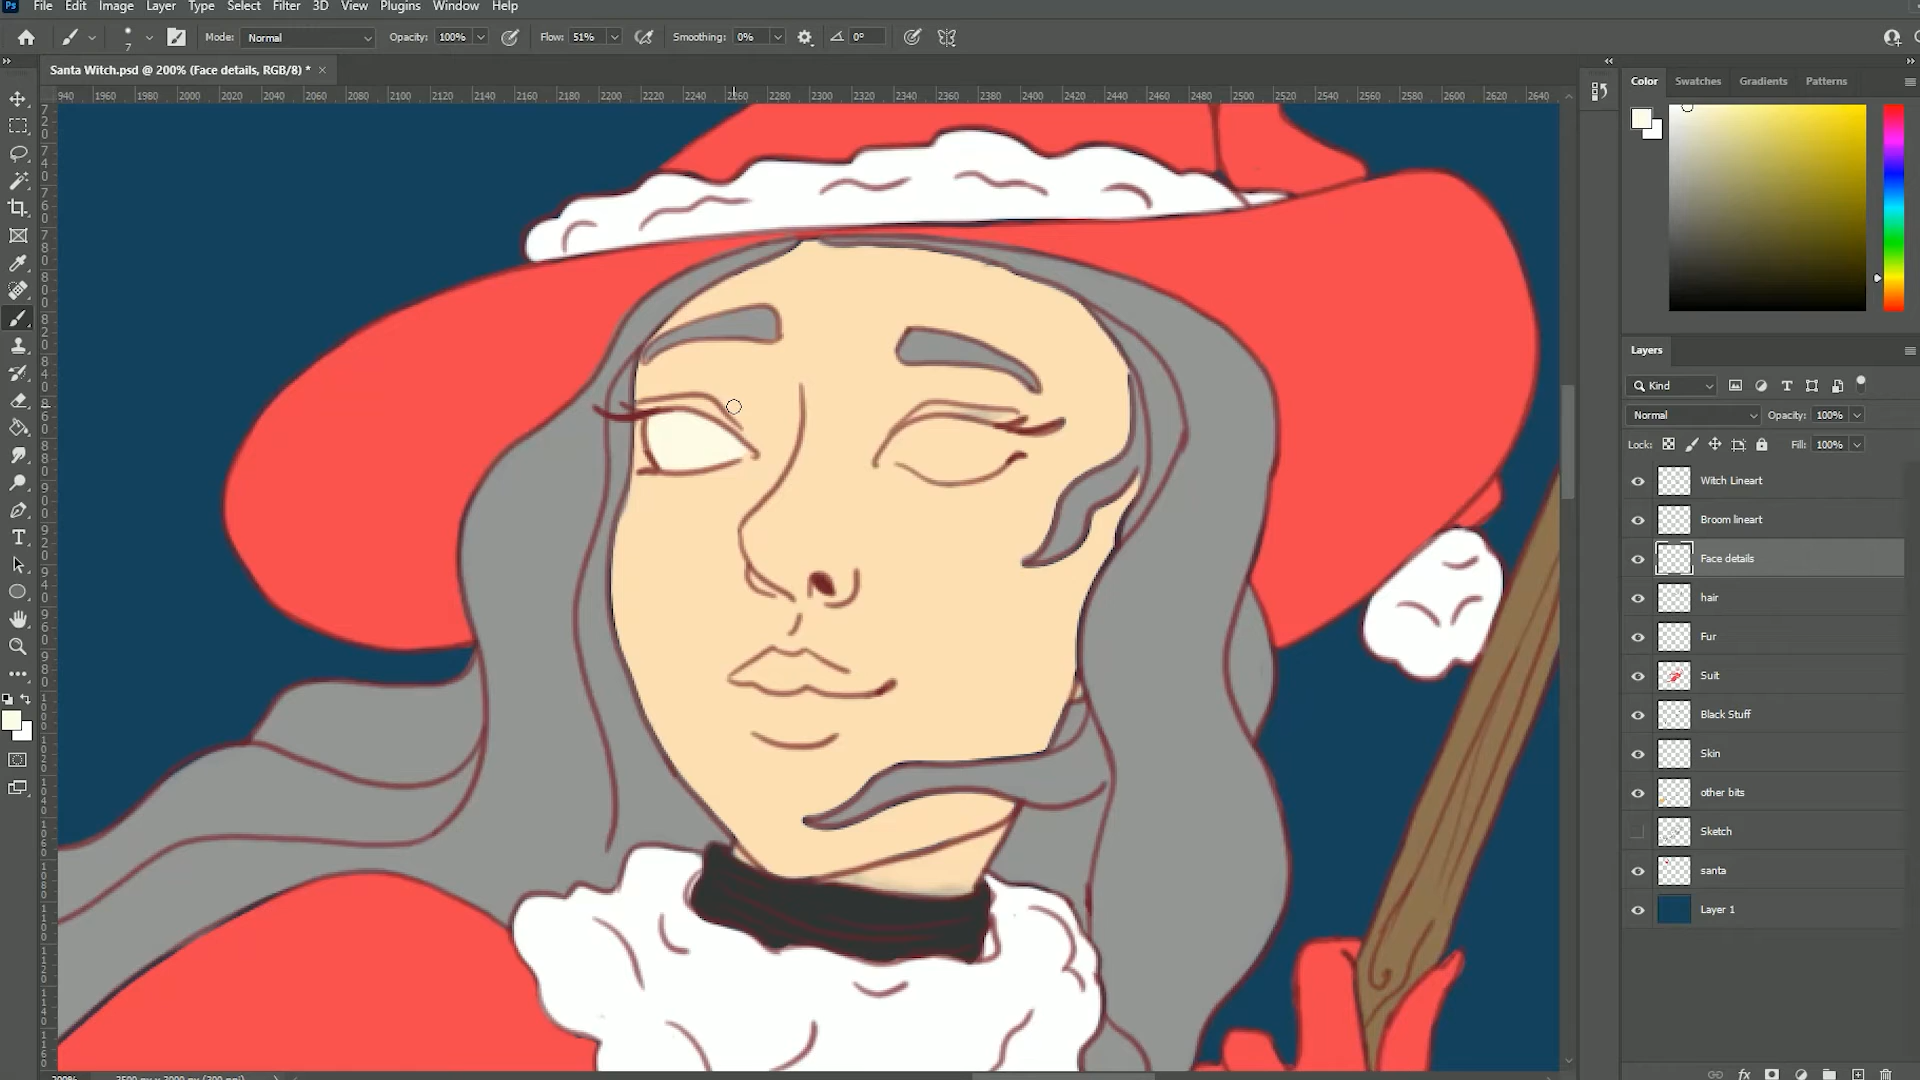 Ps File Edit Image Layer Type Select Filter 3D View Plugins Window Help
7 Mode: Normal Opacity: 100% Flow: 51% Smoothing: 0% 0°
Santa Witch.psd @ 200% (Face details, RGB/8) * ×
940 1960 1980 2000 2020 2040 2060 2080 2100 2120 2140 2160 2180 2200 2220 2240 2260 2280 2300 2320 2340 2360 2380 2400 2420 2440 2460 2480 2500 2520 2540 2560 2580 2600 2620 2640
Color Swatches Gradients Patterns
Layers
Kind
Normal Opacity: 100%
Lock: Fill: 100%
Witch Lineart
Broom lineart
Face details
hair
Fur
Suit
Black Stuff
Skin
other bits
Sketch
santa
Layer 1